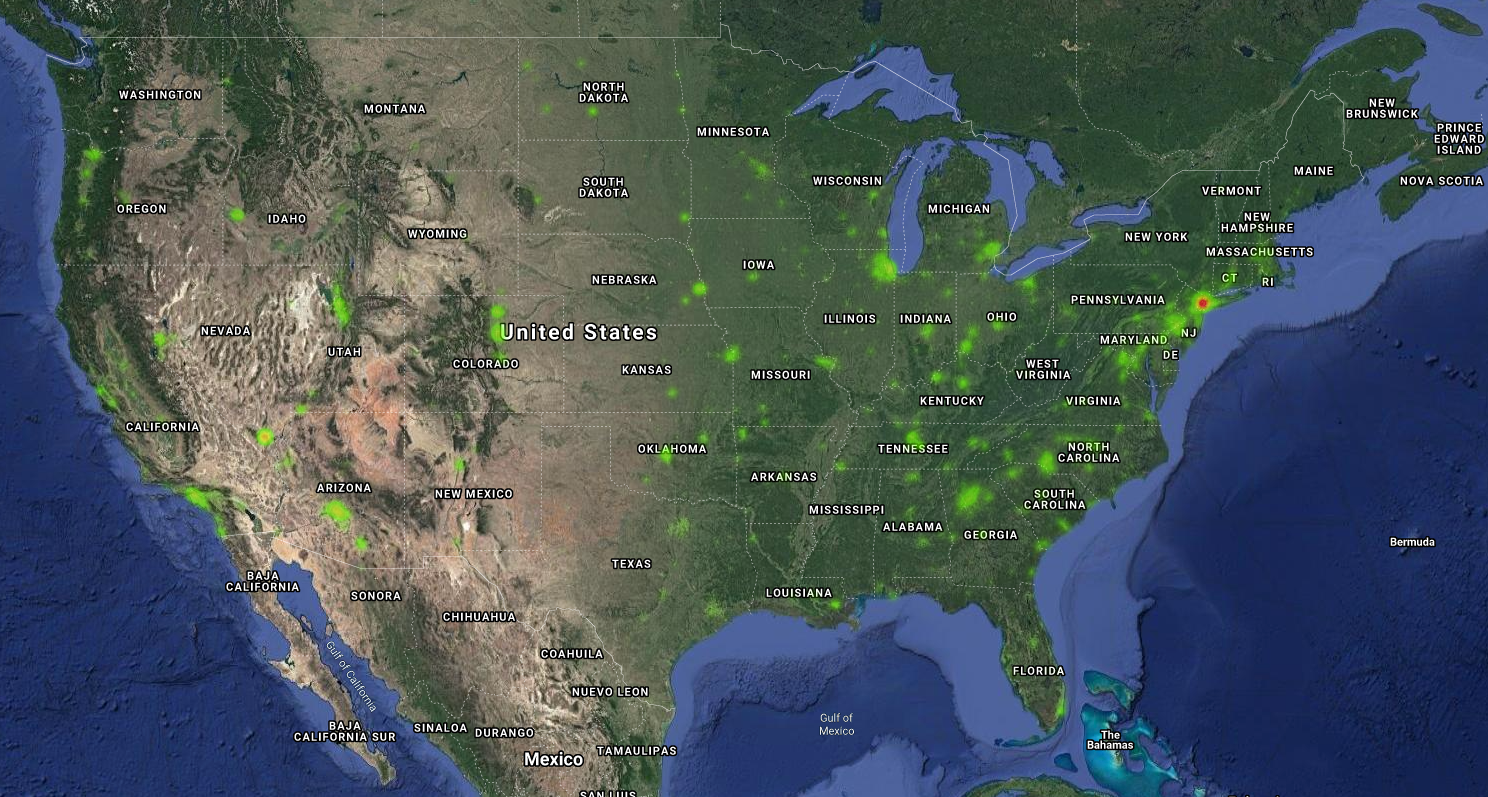 NORTH
DAKOTA
WASHINGTON
MONTANA
NEW
BRUNSWICK
MINNESOTA
PRINCE
EDWARD
ISLAND
MAINE
WISCONSIN
NOVA SCOTIA
SOUTH
DAKOTA
VERMONT
OREGON
MICHIGAN
IDAHO
NEW
HAMPSHIRE
WYOMING
NEW YORK
MASSACHUSETTS
IOWA
NEBRASKA
CT
RI
PENNSYLVANIA
ILLINOIS
INDIANA
OHIO
NEVADA
United States
NJ
MARYLAND
UTAH
DE
COLORADO
KANSAS
MISSOURI
WEST
VIRGINIA
KENTUCKY
VIRGINIA
CALIFORNIA
OKLAHOMA
TENNESSEE
NORTH
CAROLINA
ARKANSAS
ARIZONA
NEW MEXICO
SOUTH
CAROLINA
MISSISSIPPI
ALABAMA
GEORGIA
Bermuda
TEXAS
BAJA
CALIFORNIA
SONORA
LOUISIANA
CHIHUAHUA
COAHUILA
Gulf of California
FLORIDA
NUEVO LEON
Gulf of
Mexico
BAJA
CALIFORNIA SUR
SINALOA
DURANGO
The
Bahamas
TAMAULIPAS
Mexico
SAN LUIS